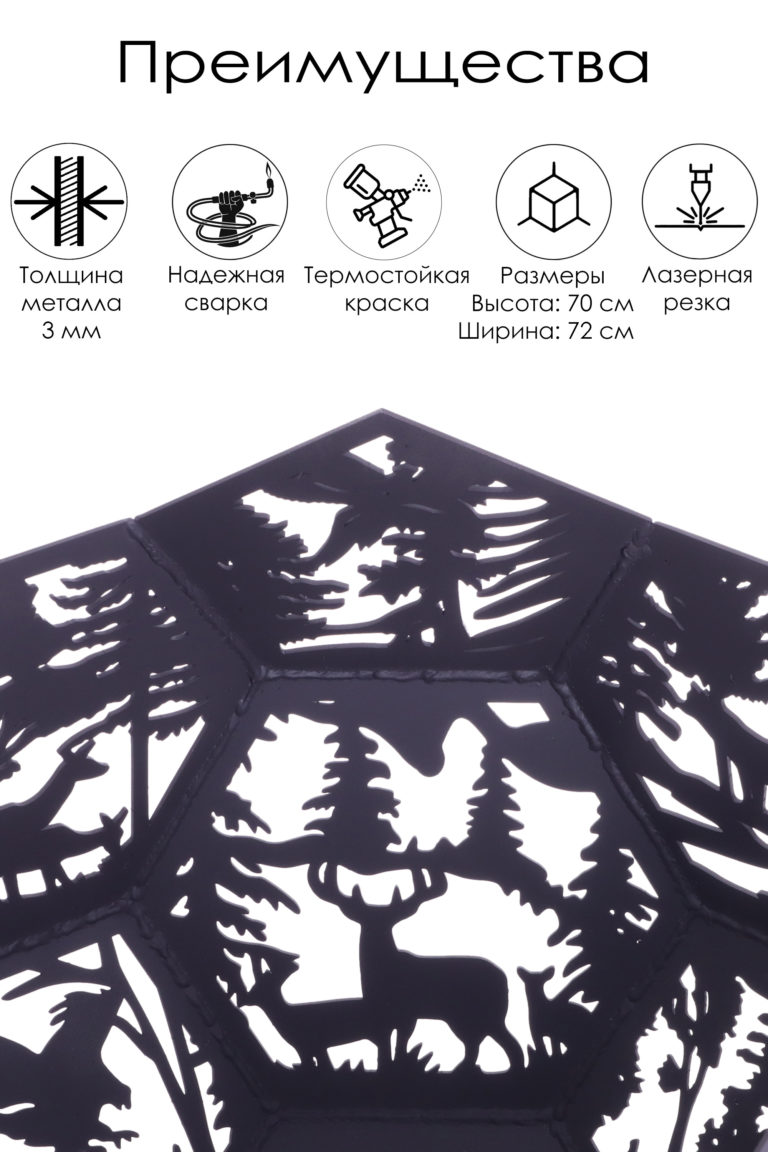 Преимущества
Толщина
металла
3 мм
Надежная
сварка
Термостойкая
краска
Размеры
Высота: 70 см
Ширина: 72 см
Лазерная
резка